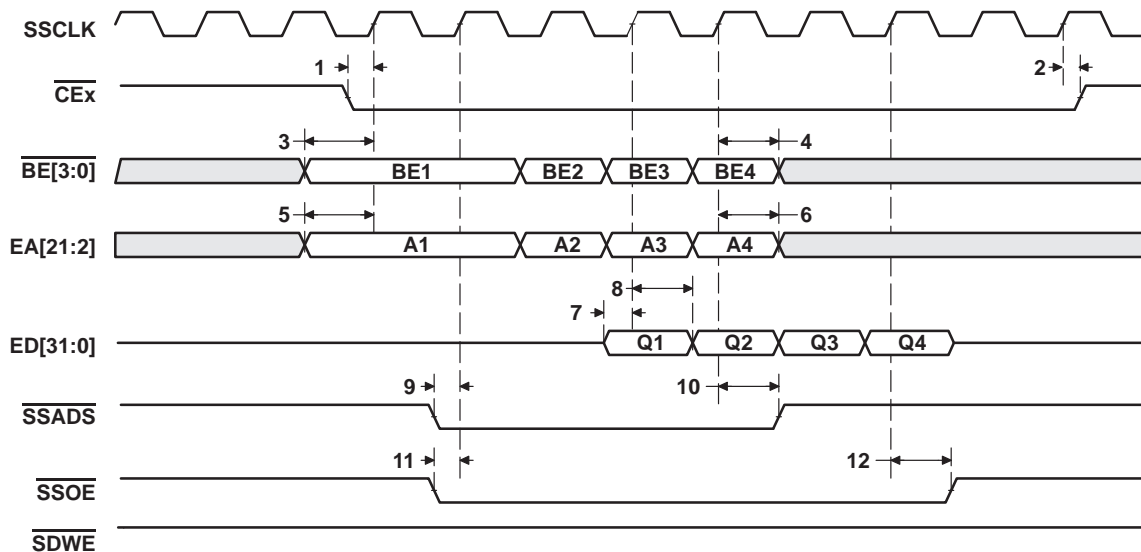 SSCLK
1
2
CEx
3
4
BE[3:0]
BE1
BE2
BE3
BE4
5
6
EA[21:2]
A1
A2
A3
A4
8
7
ED[31:0]
Q1
Q2
Q3
Q4
9
10
SSADS
11
12
SSOE
SDWE